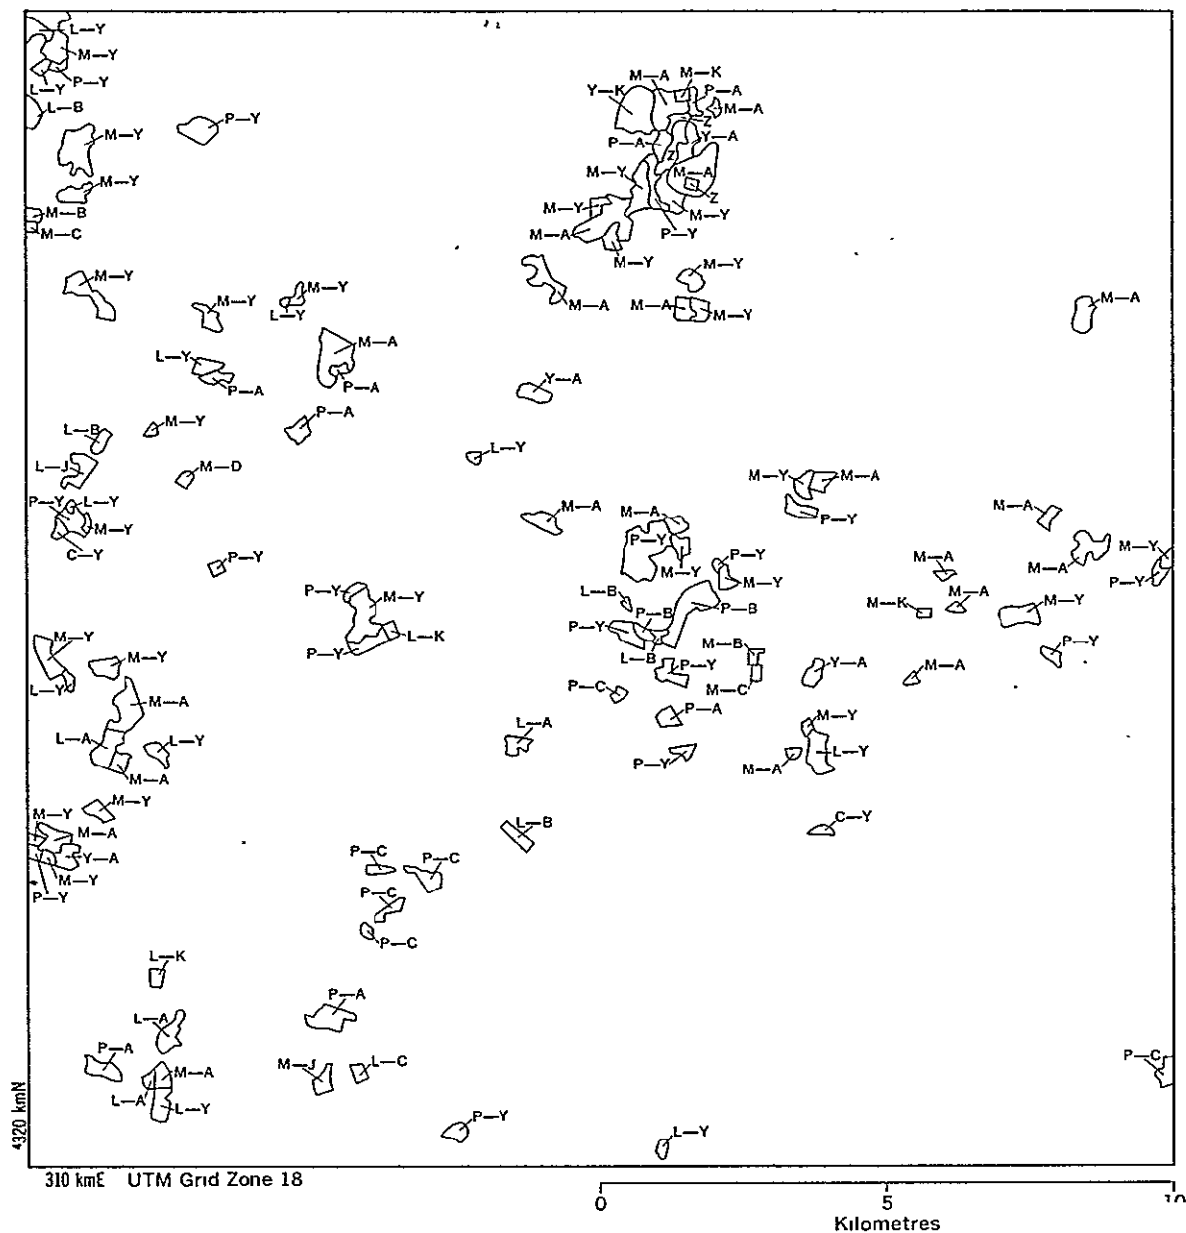 L—Y
M—Y
P—Y
L—Y
M—K
M—A
P—A
Y—K
L—B
M—A
P—Y
Z
M—Y
Y—A
P—A
Z
M—Y
M—A
M—Y
Z
M—B
M—Y
M—Y
M—C
M—A
P—Y
M—Y
M—Y
M—Y
M—Y
M—A
M—Y
M—A
M—A
M—Y
L—Y
M—Y
M—A
L—Y
P—A
P—A
Y—A
P—A
M—Y
L—B
L—Y
L—J
M—D
M—Y
M—A
P—Y
L—Y
M—A
M—A
M—A
P—Y
M—Y
P—Y
M—Y
C—Y
P—Y
P—Y
M—A
M—A
M—Y
M—Y
P—Y
P—Y
M—Y
L—B
M—A
M—K
M—Y
P—B
P—B
P—Y
L—K
M—Y
M—B
P—Y
P—Y
M—Y
L—B
P—Y
Y—A
M—A
L—Y
P—C
M—C
M—A
P—A
L—A
M—Y
L—A
L—Y
L—Y
P—Y
M—A
M—A
M—Y
M—Y
L—B
C—Y
M—A
P—C
P—C
Y—A
M—Y
P—Y
P—C
P—C
L—K
P—A
L—A
P—A
P—C
M—J
L—C
M—A
L—A
L—Y
P—Y
L—Y
4320 kmN
310 kmE UTM Grid Zone 18
0 5 10
Kilometres